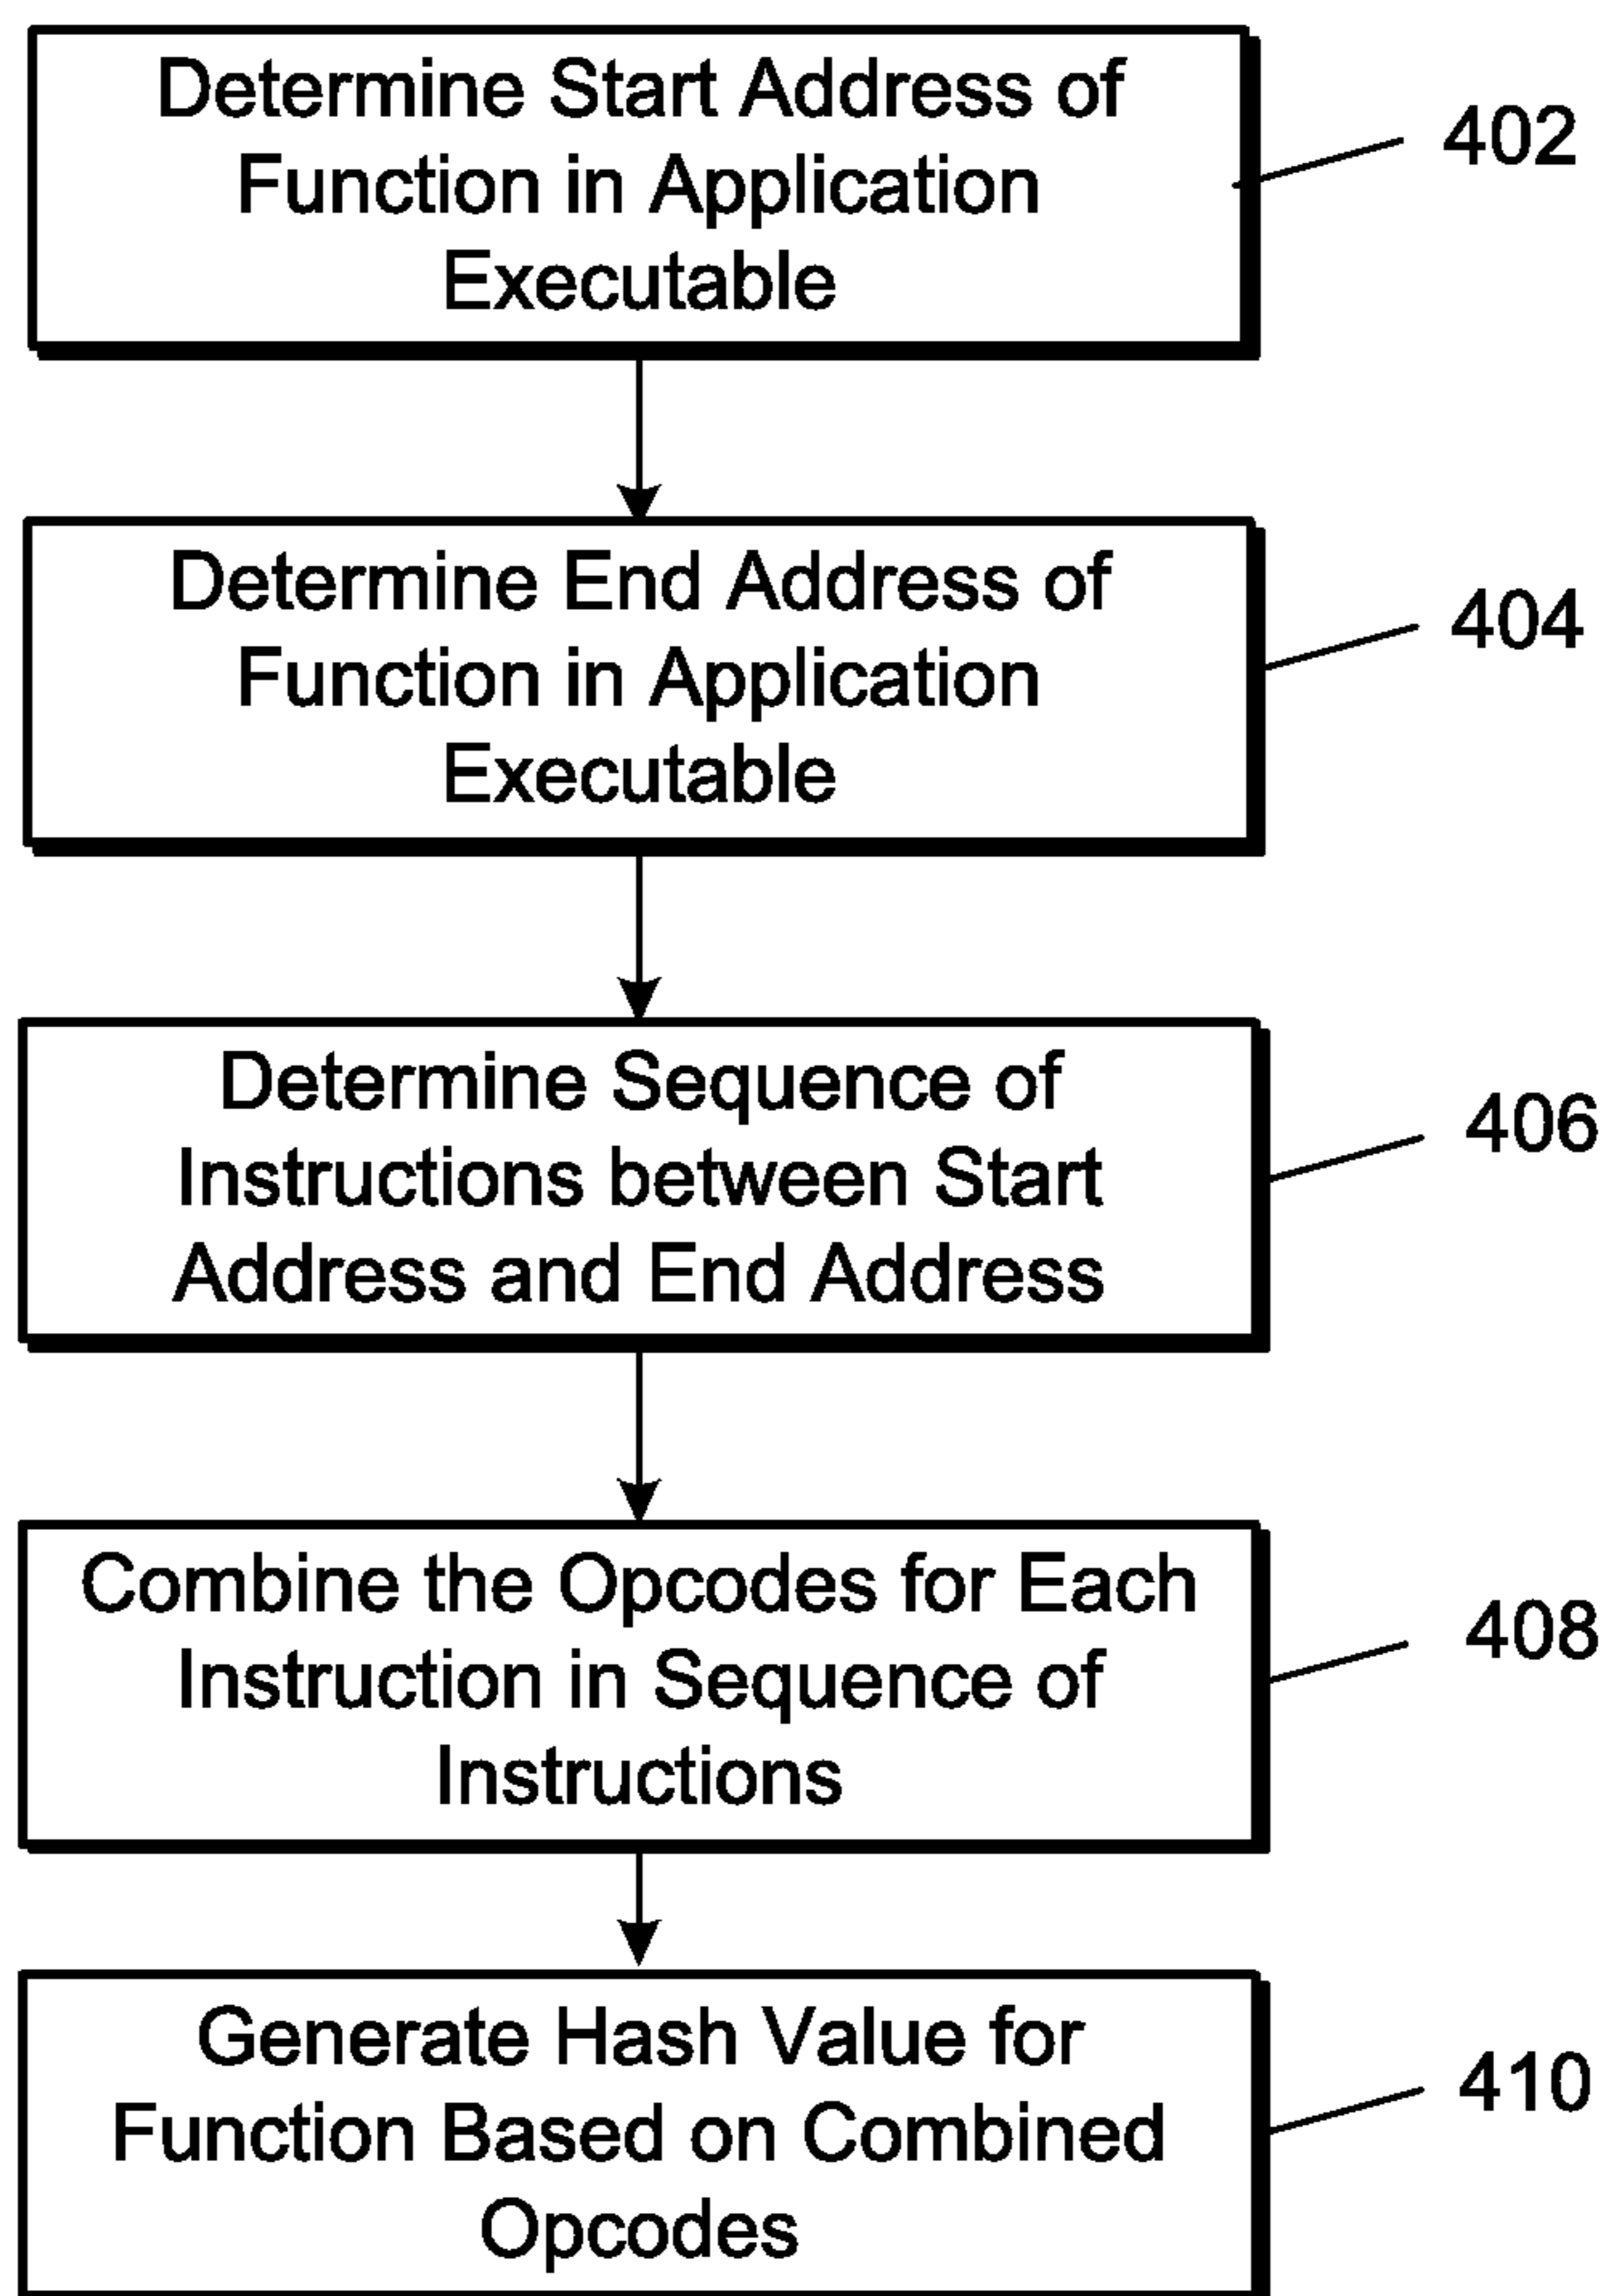 Determine Start Address of
Function in Application
Executable
402
Determine End Address of
Function in Application
Executable
404
Determine Sequence of
Instructions between Start
Address and End Address
406
Combine the Opcodes for Each
Instruction in Sequence of
Instructions
408
Generate Hash Value for
Function Based on Combined
Opcodes
410